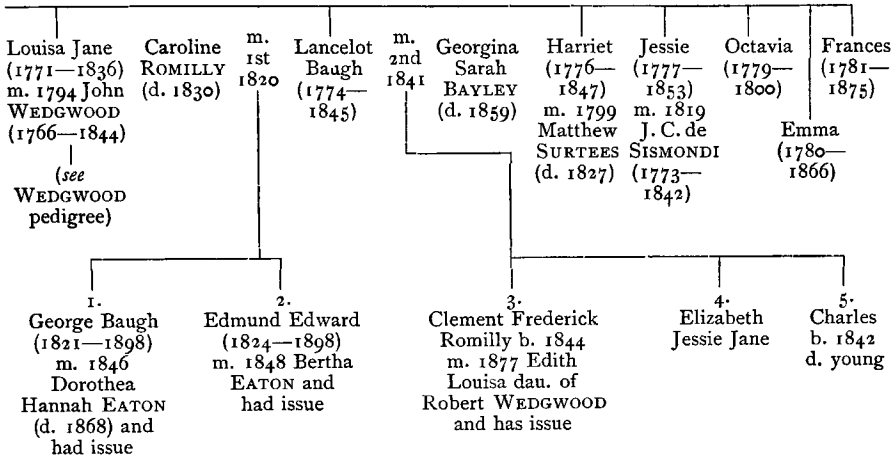 Louisa Jane
(1771—1836)
m. 1794 John
WEDGWOOD
(1766—1844)
(see
WEDGWOOD
pedigree)
Caroline
ROMILLY
(d. 1830)
m.
1st
1820
Lancelot
Baugh
(1774—
1845)
m.
2nd
1841
Georgina
Sarah
BAYLEY
(d. 1859)
Harriet
(1776—
1847)
m. 1799
Matthew
SURTEES
(d. 1827)
Jessie
(1777—
1853)
m. 1819
J. C. de
SISMONDI
(1773—
1842)
Octavia
(1779—
1800)
Emma
(1780—
1866)
Frances
(1781—
1875)
1.
George Baugh
(1821—1898)
m. 1846
Dorothea
Hannah EATON
(d. 1868) and
had issue
2.
Edmund Edward
(1824—1898)
m. 1848 Bertha
EATON and
had issue
3.
Clement Frederick
Romilly b. 1844
m. 1877 Edith
Louisa dau. of
Robert WEDGWOOD
and has issue
4.
Elizabeth
Jessie Jane
5.
Charles
b. 1842
d. young